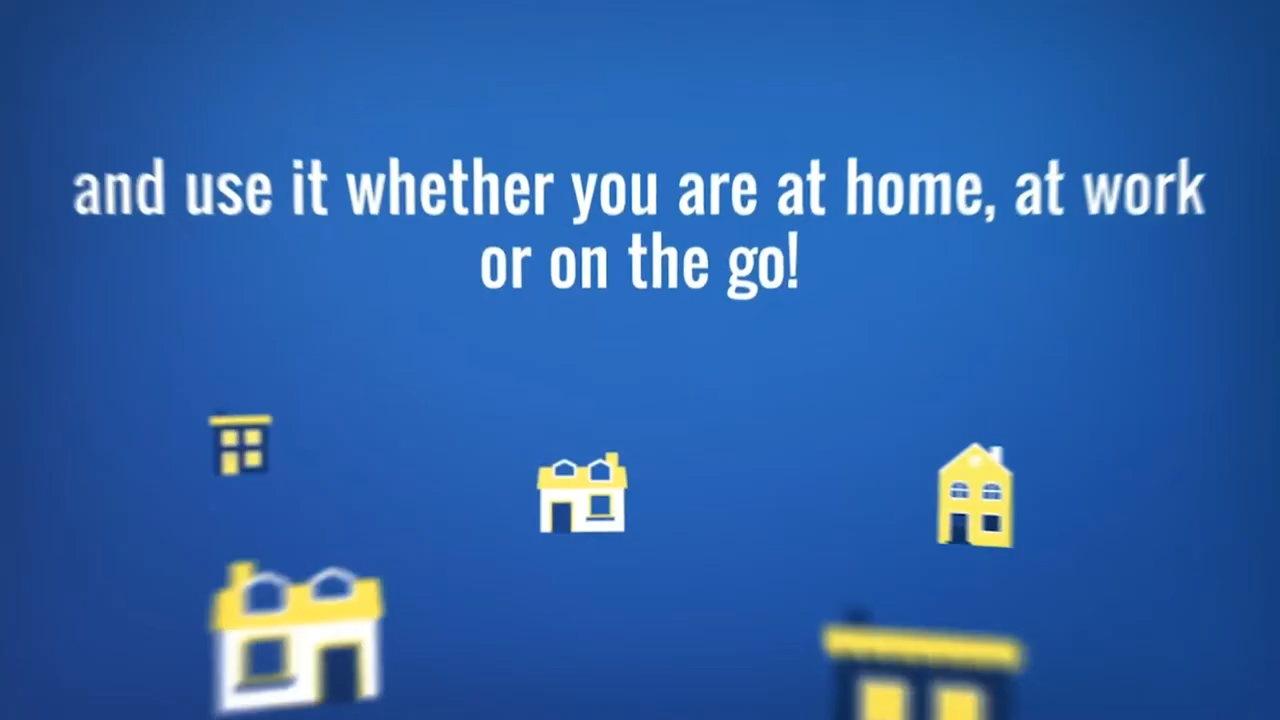 and use it whether you are at home, at work
or on the go!